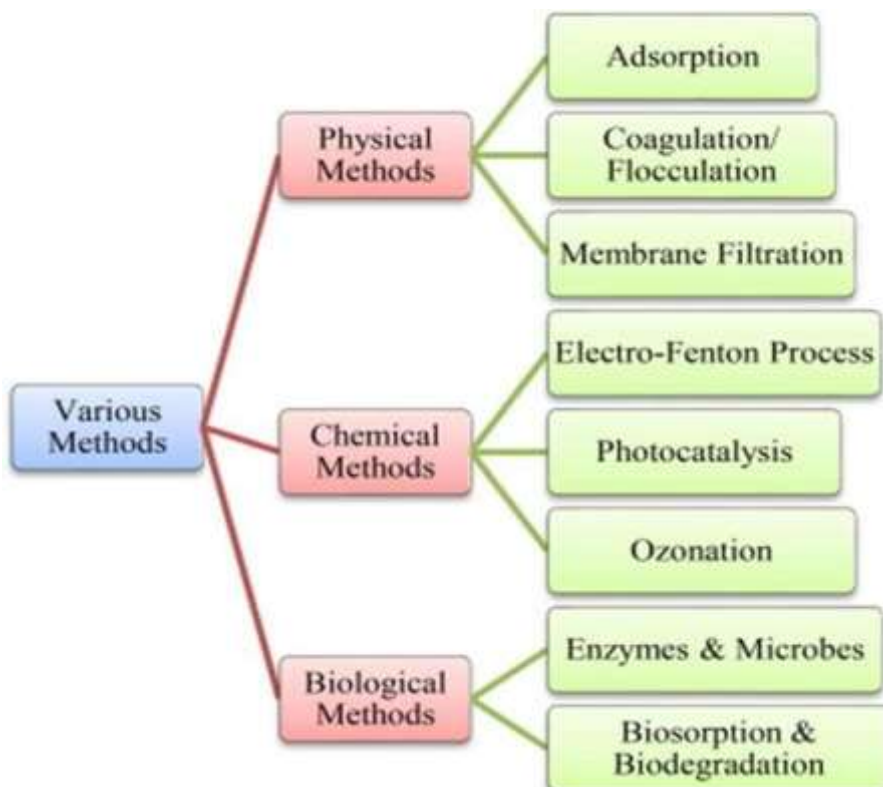 Various
Methods
Physical
Methods
Adsorption
Coagulation/
Flocculation
Membrane Filtration
Chemical
Methods
Electro-Fenton Process
Photocatalysis
Ozonation
Biological
Methods
Enzymes & Microbes
Biosorption &
Biodegradation